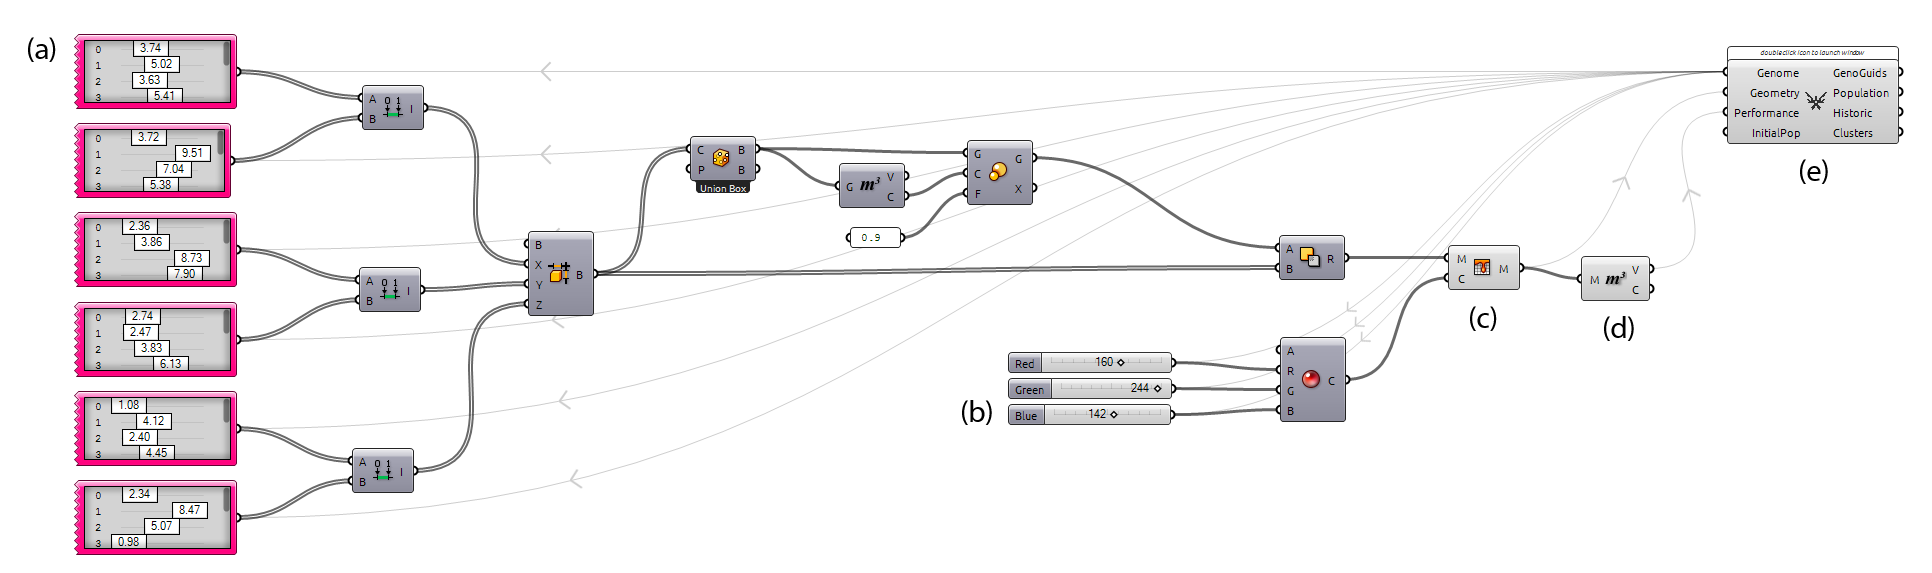 (a)
0 3.74
1 5.02
2 3.63
3 5.41
0 3.72
1 9.51
2 7.04
3 5.38
0 2.36
1 3.86
2 8.73
3 7.90
0 2.74
1 2.47
2 3.83
3 6.13
0 1.08
1 4.12
2 2.40
3 4.45
0 2.34
1 8.47
2 5.07
3 0.98
A 0 1 I
B
A 0 1 I
B
A 0 1 I
B
B
X
Y B
Z
C B
P B
Union Box
G m³ V
C
0.9
G G
C
F X
A R
B
(b)
Red 160
Green 244
Blue 142
A
R
G C
B
M M
C
(c)
M m³ V
C
(d)
doubleclick icon to launch window
Genome GenoGuids
Geometry Population
Performance Historic
InitialPop Clusters
(e)